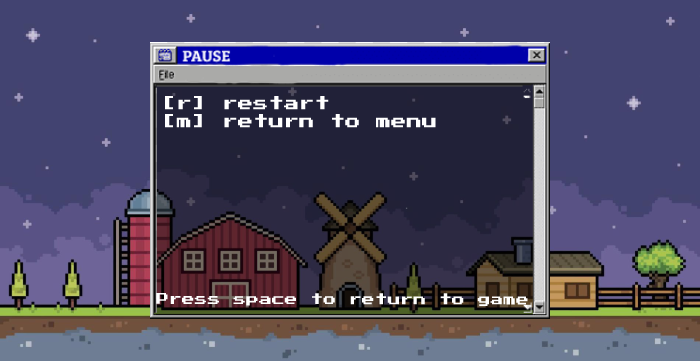 PAUSE
File
[r] restart
[m] return to menu
Press space to return to game